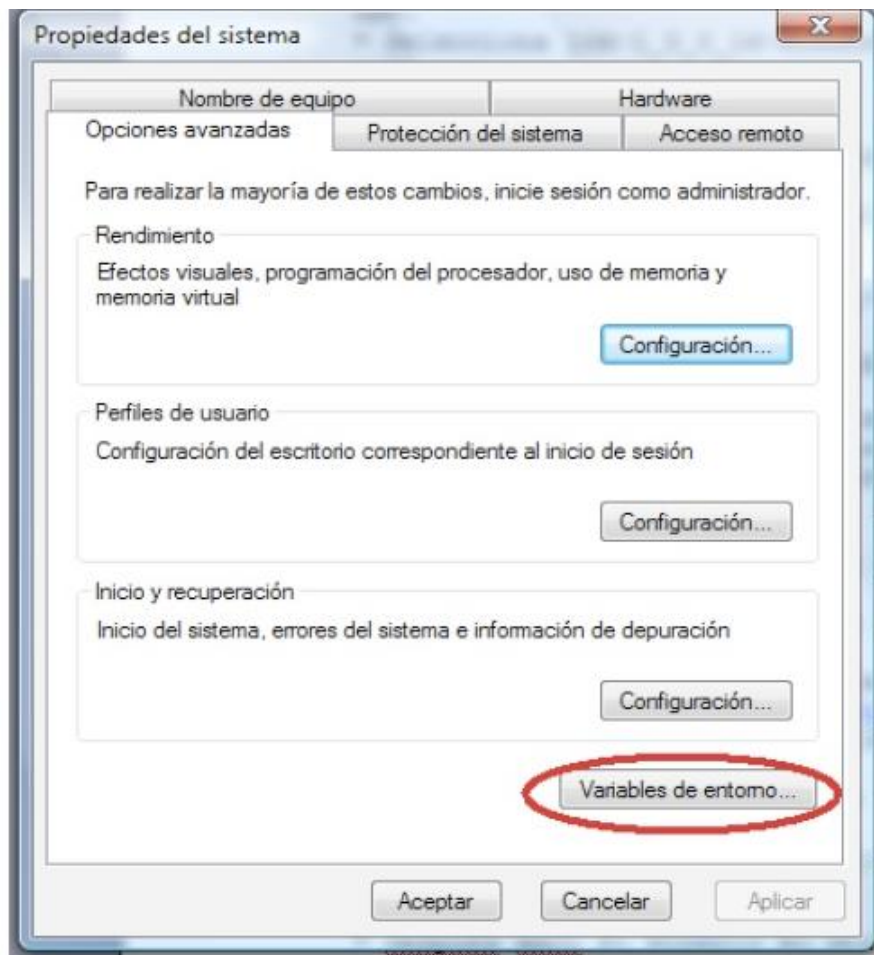 Propiedades del sistema
Nombre de equipo
Hardware
Opciones avanzadas
Protección del sistema
Acceso remoto
Para realizar la mayoría de estos cambios, inicie sesión como administrador.
Rendimiento
Efectos visuales, programación del procesador, uso de memoria y
memoria virtual
Configuración...
Perfiles de usuario
Configuración del escritorio correspondiente al inicio de sesión
Configuración...
Inicio y recuperación
Inicio del sistema, errores del sistema e información de depuración
Configuración...
Variables de entorno...
Aceptar
Cancelar
Aplicar